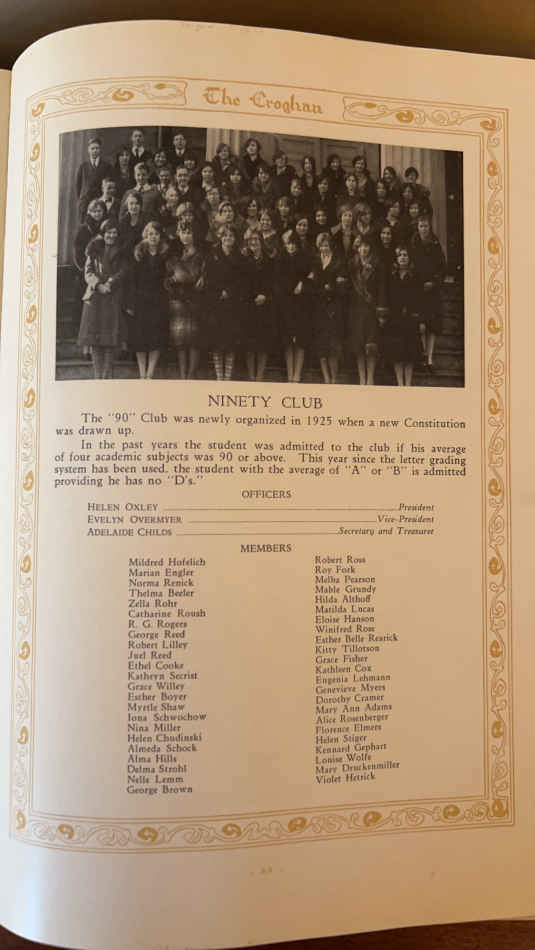 The Croghan
NINETY CLUB
The "90" Club was newly organized in 1925 when a new Constitution
was drawn up.
In the past years the student was admitted to the club if his average
of four academic subjects was 90 or above. This year since the letter grading
system has been used, the student with the average of "A" or "B" is admitted
providing he has no "D's."
OFFICERS
HELEN OXLEY President
EVELYN OVERMYER Vice-President
ADELAIDE CHILDS Secretary and Treasurer
MEMBERS
Mildred Hofelich
Marian Engler
Norma Renick
Thelma Beeler
Zella Rohr
Catharine Roush
R. G. Rogers
George Reed
Robert Lilley
Juel Reed
Ethel Cooke
Katheryn Secrist
Grace Willey
Esther Boyer
Myrtle Shaw
Iona Schwochow
Nina Miller
Helen Chudinski
Almeda Schock
Alma Hills
Delma Strohl
Nelle Lemm
George Brown
Robert Ross
Roy Fork
Melba Pearson
Mable Grundy
Hilda Althoff
Matilda Lucas
Eloise Hanson
Winifred Rose
Esther Belle Rearick
Kitty Tillotson
Grace Fisher
Kathleen Cox
Eugenia Lehmann
Genevieve Myers
Dorothy Cramer
Mary Ann Adams
Alice Rosenberger
Florence Elmers
Helen Stiger
Kennard Gephart
Louise Wolfe
Mary Druckenmiller
Violet Hetrick